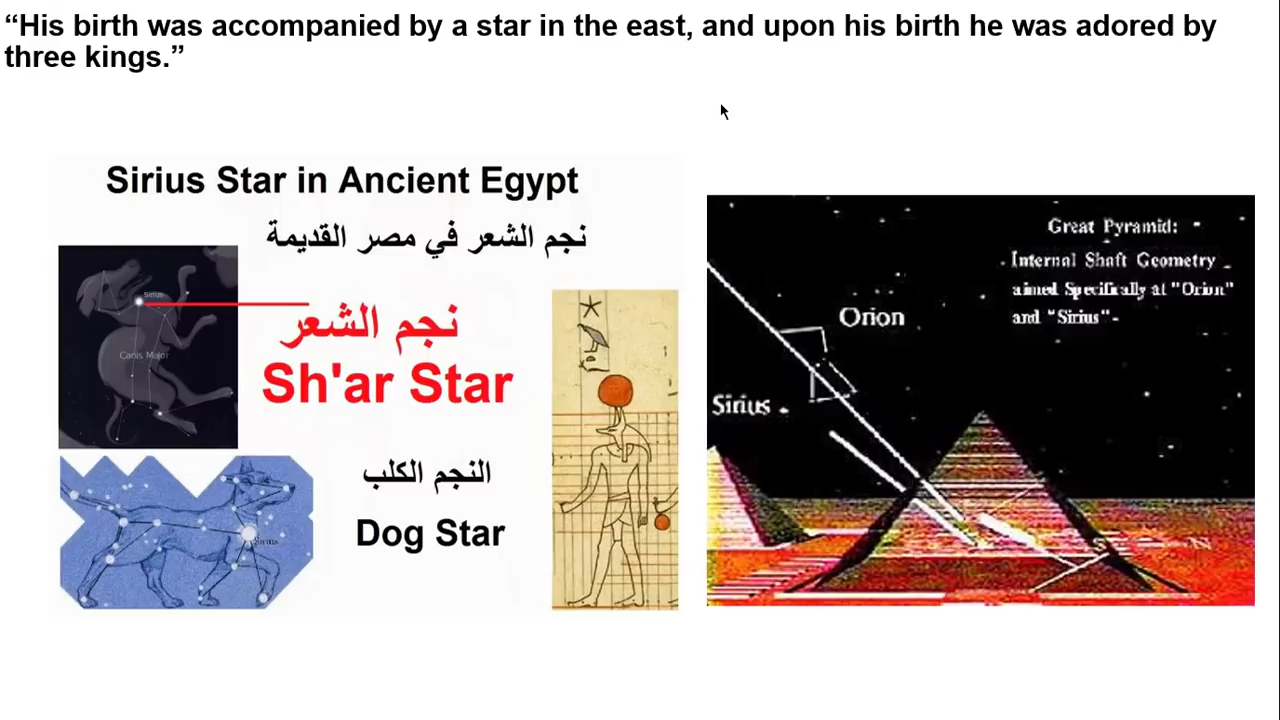 “His birth was accompanied by a star in the east, and upon his birth he was adored by
three kings.”
Sirius Star in Ancient Egypt
نجم الشعر في مصر القديمة
Sirius
Canis Major
نجم الشعر
Sh'ar Star
النجم الكلب
Dog Star
Sirius
Great Pyramid:
Internal Shaft Geometry
aimed Specifically at "Orion"
and "Sirius"-
Orion
Sirius
S
N